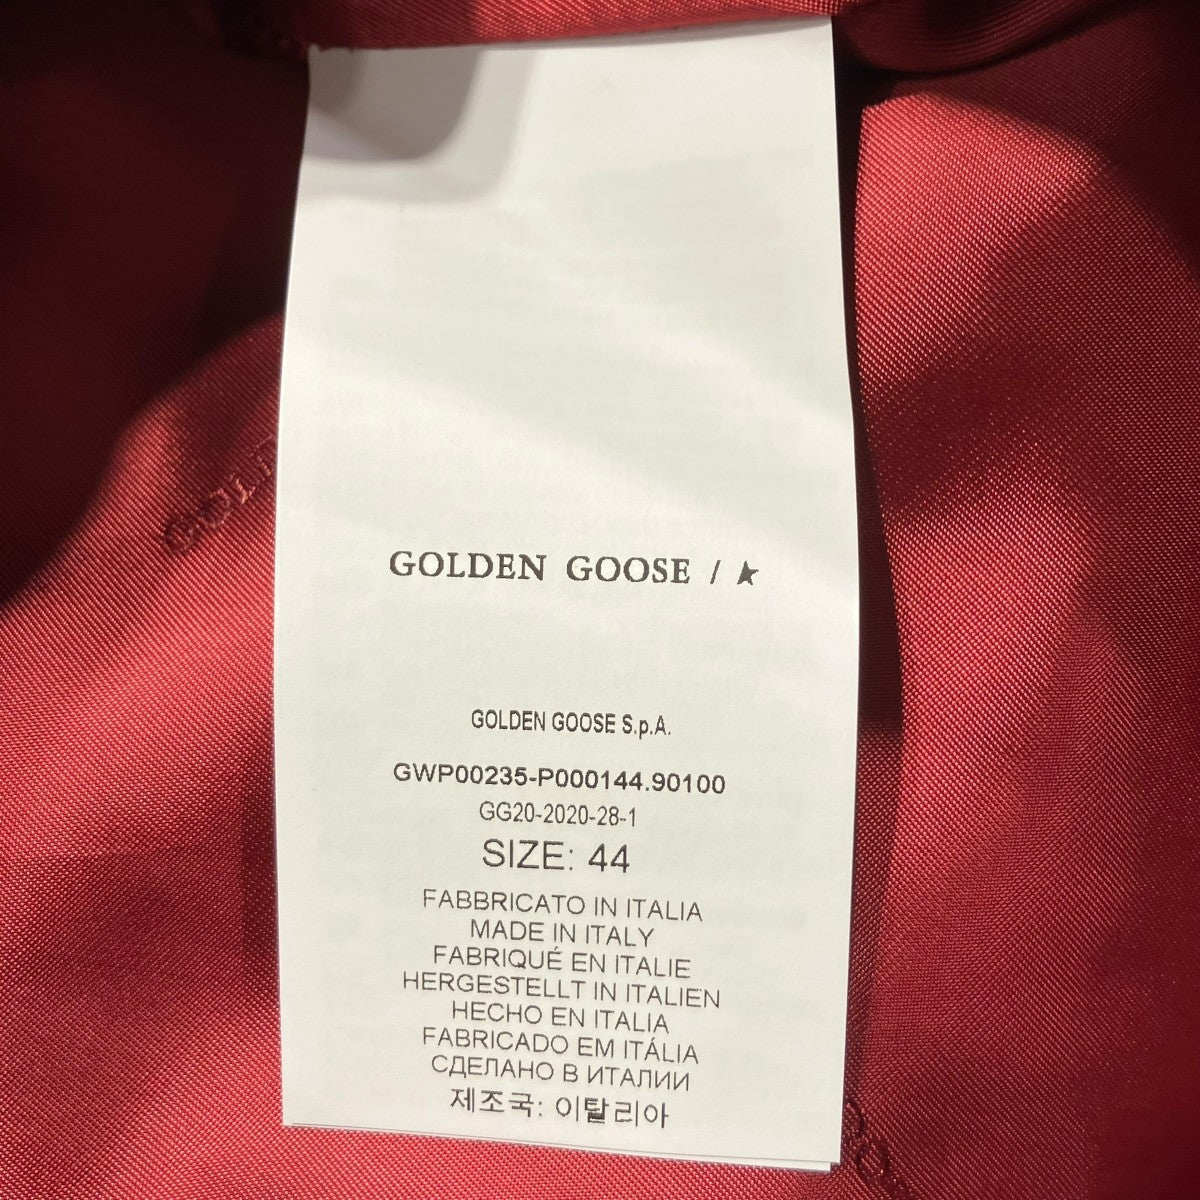 GOLDEN GOOSE / ★
GOLDEN GOOSE S.p.A.
GWP00235-P000144.90100
GG20-2020-28-1
SIZE: 44
FABBRICATO IN ITALIA
MADE IN ITALY
FABRIQUÉ EN ITALIE
HERGESTELLT IN ITALIEN
HECHO EN ITALIA
FABRICADO EM ITÁLIA
СДЕЛАНО В ИТАЛИИ
제조국: 이탈리아